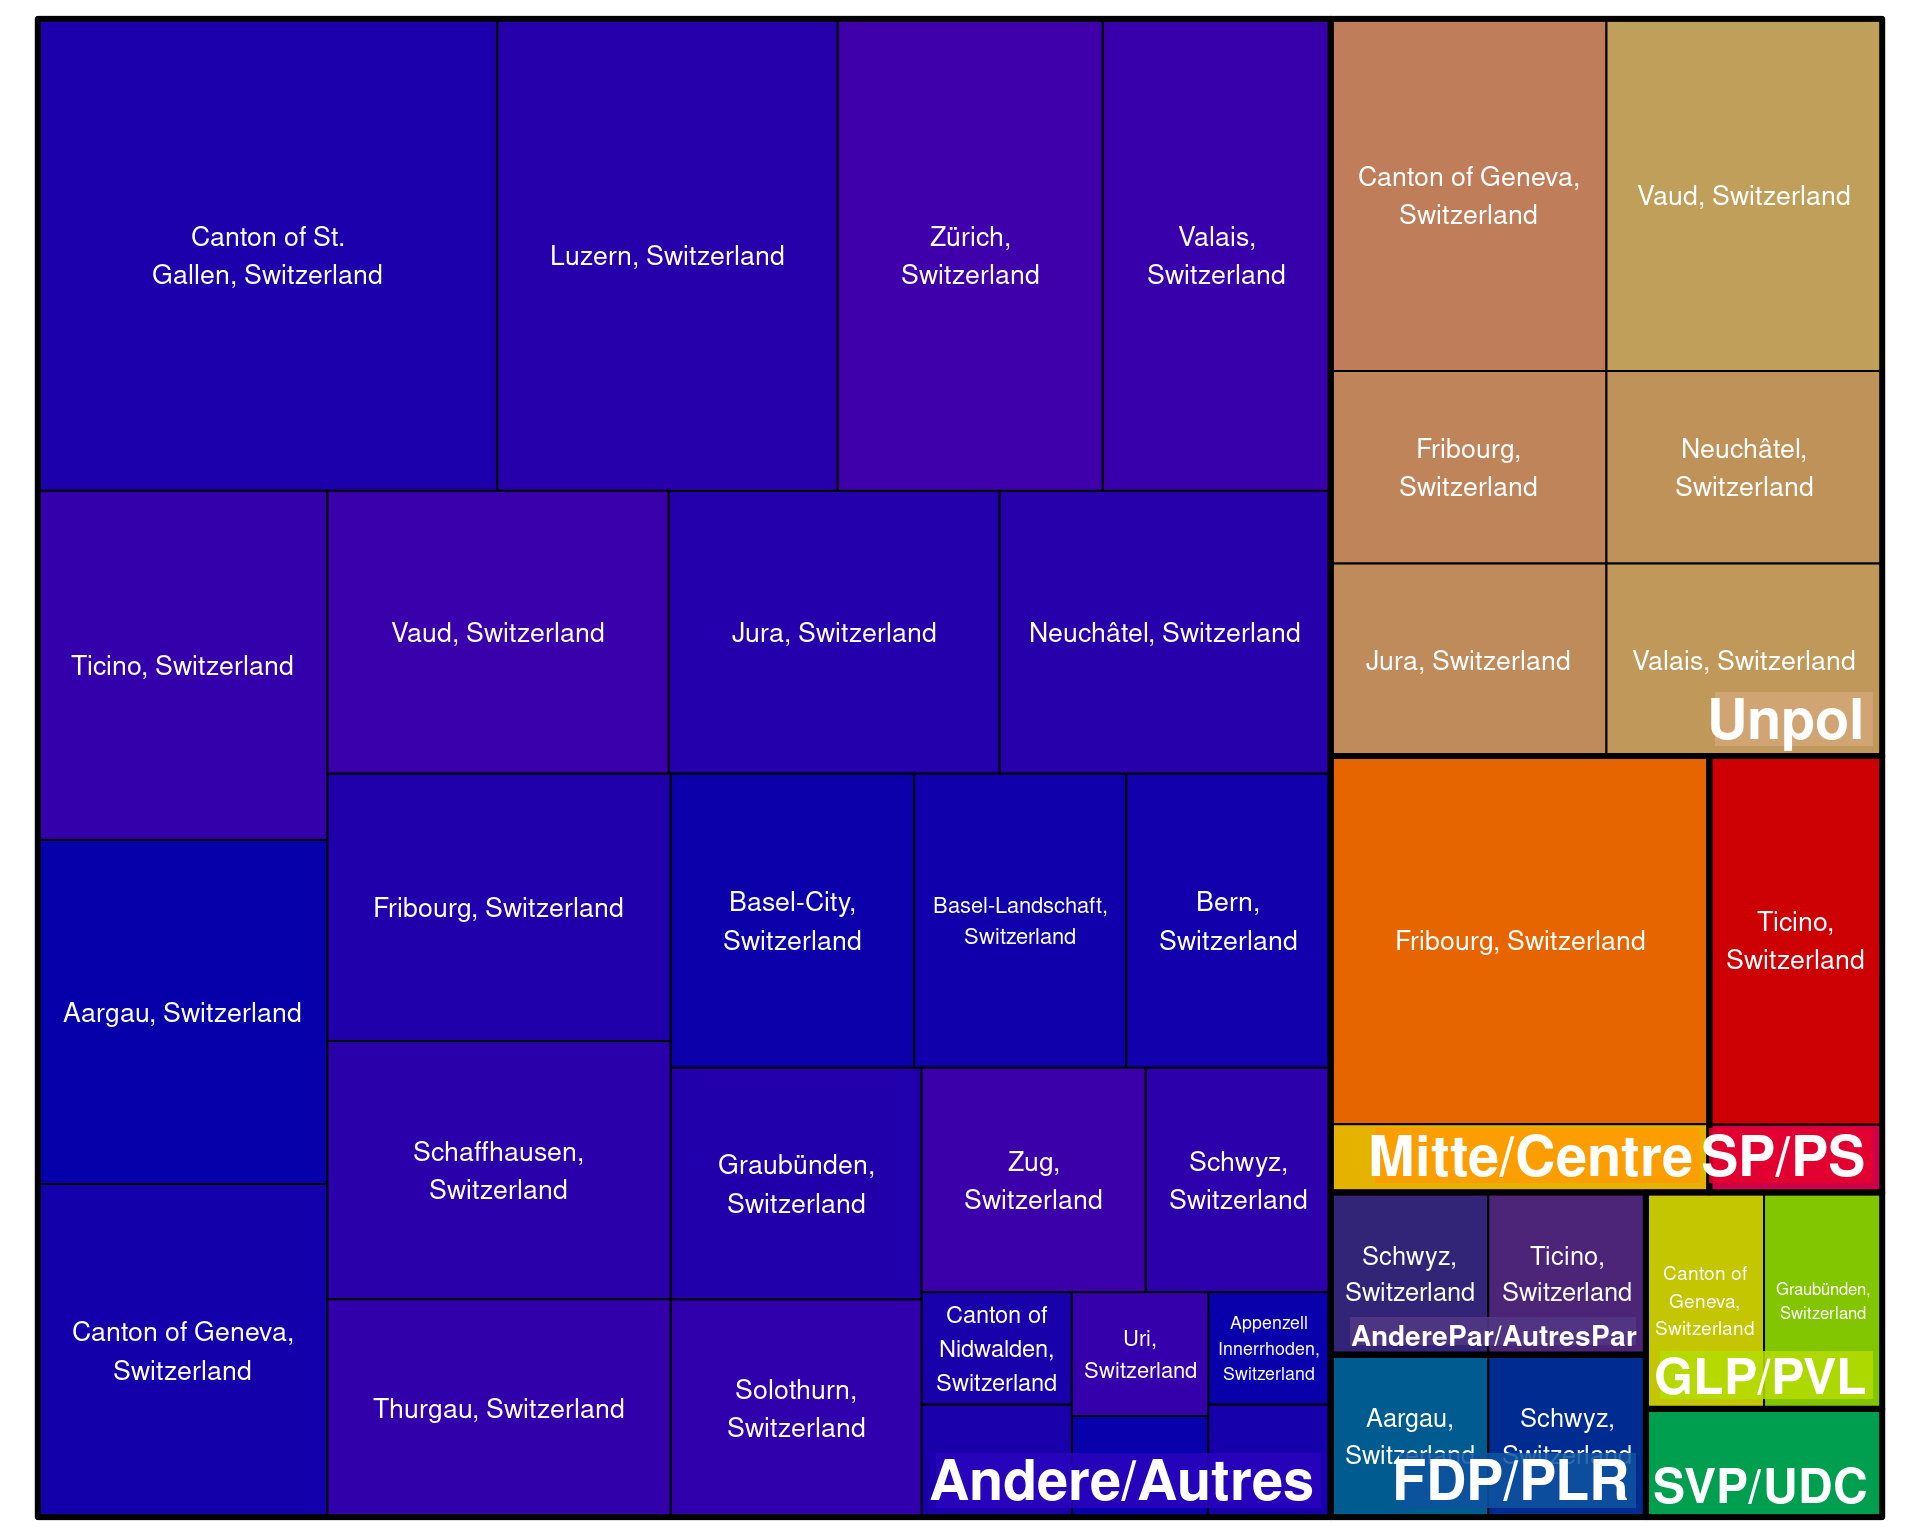 Canton of St.
Gallen, Switzerland
Luzern, Switzerland
Zürich,
Switzerland
Valais,
Switzerland
Ticino, Switzerland
Vaud, Switzerland
Jura, Switzerland
Neuchâtel, Switzerland
Aargau, Switzerland
Fribourg, Switzerland
Basel-City,
Switzerland
Basel-Landschaft,
Switzerland
Bern,
Switzerland
Canton of Geneva,
Switzerland
Schaffhausen,
Switzerland
Graubünden,
Switzerland
Zug,
Switzerland
Schwyz,
Switzerland
Thurgau, Switzerland
Solothurn,
Switzerland
Canton of
Nidwalden,
Switzerland
Uri,
Switzerland
Appenzell
Innerrhoden,
Switzerland
Andere/Autres
Canton of Geneva,
Switzerland
Vaud, Switzerland
Fribourg,
Switzerland
Neuchâtel,
Switzerland
Jura, Switzerland
Valais, Switzerland
Unpol
Fribourg, Switzerland
Mitte/Centre
Ticino,
Switzerland
SP/PS
Schwyz,
Switzerland
Ticino,
Switzerland
AnderePar/AutresPar
Canton of
Geneva,
Switzerland
Graubünden,
Switzerland
GLP/PVL
Aargau,
Switzerland
Schwyz,
Switzerland
FDP/PLR
SVP/UDC